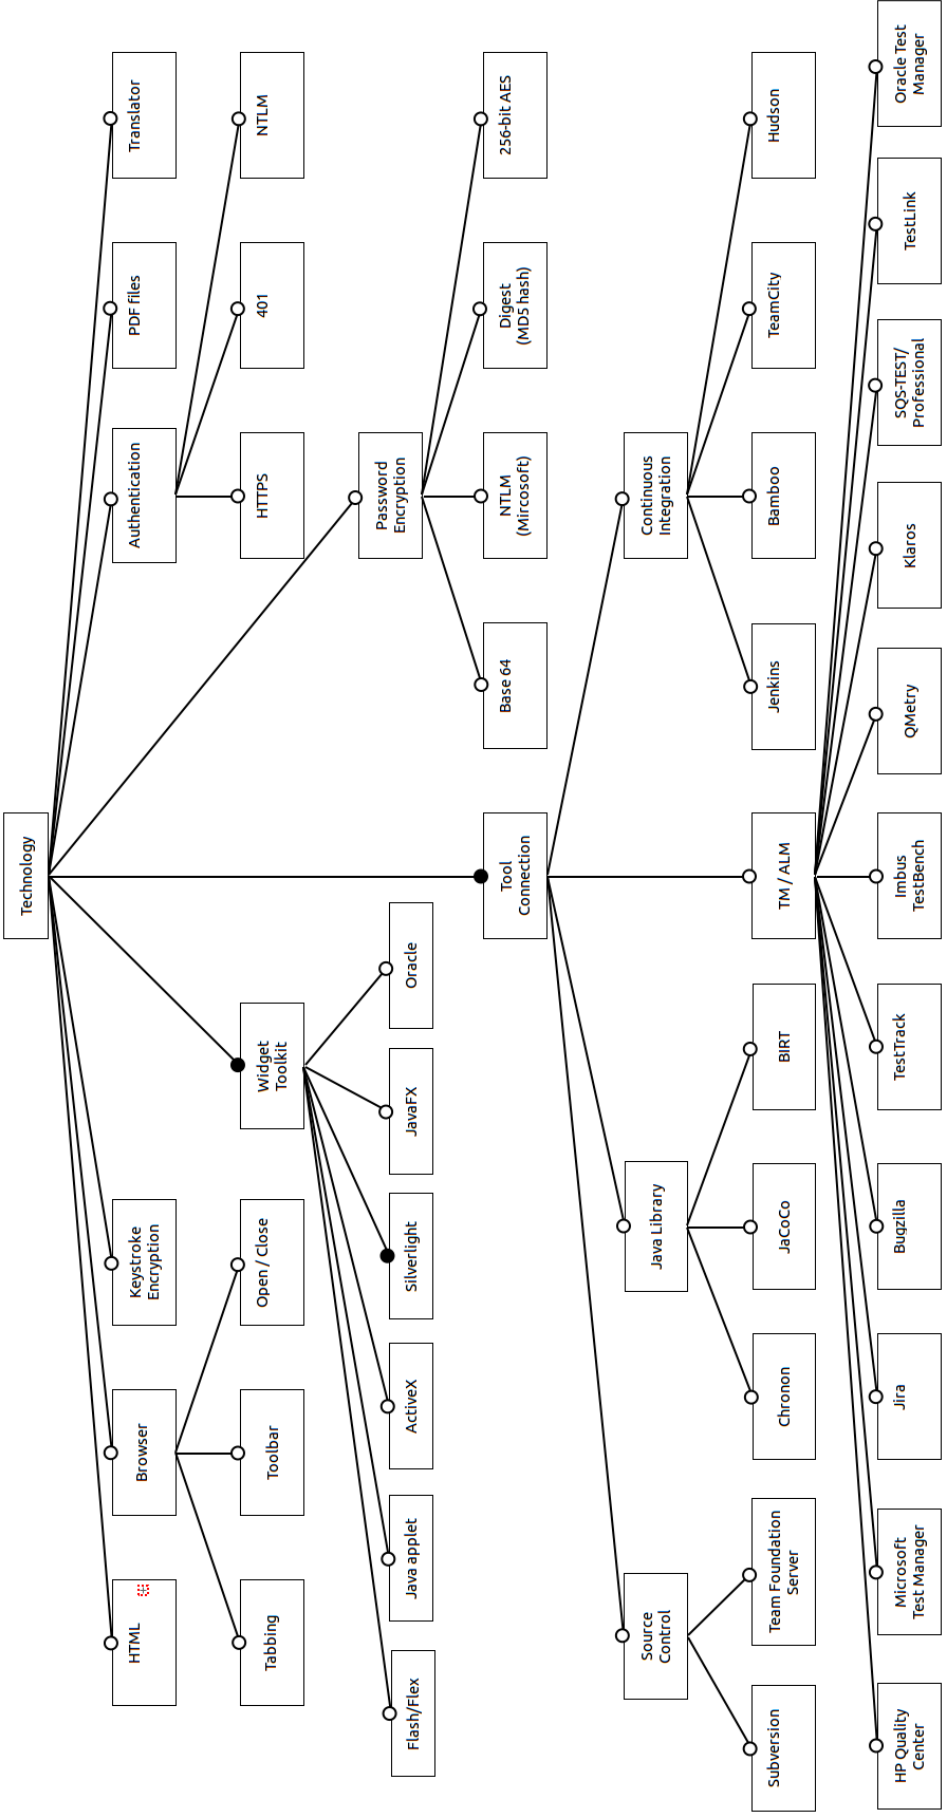 Technology
HTML
Browser
Keystroke
Encryption
Authentication
PDF files
Translator
Tabbing
Toolbar
Open / Close
Widget
Toolkit
HTTPS
401
NTLM
Flash/Flex
Java applet
ActiveX
Silverlight
JavaFX
Oracle
Password
Encryption
Tool
Connection
Base 64
NTLM
(Mircosoft)
Digest
(MD5 hash)
256-bit AES
Source
Control
Java Library
Continuous
Integration
Subversion
Team Foundation
Server
Chronon
JaCoCo
BIRT
TM / ALM
Jenkins
Bamboo
TeamCity
Hudson
HP Quality
Center
Microsoft
Test Manager
Jira
Bugzilla
TestTrack
Imbus
TestBench
QMetry
Klaros
SQS-TEST/
Professional
TestLink
Oracle Test
Manager